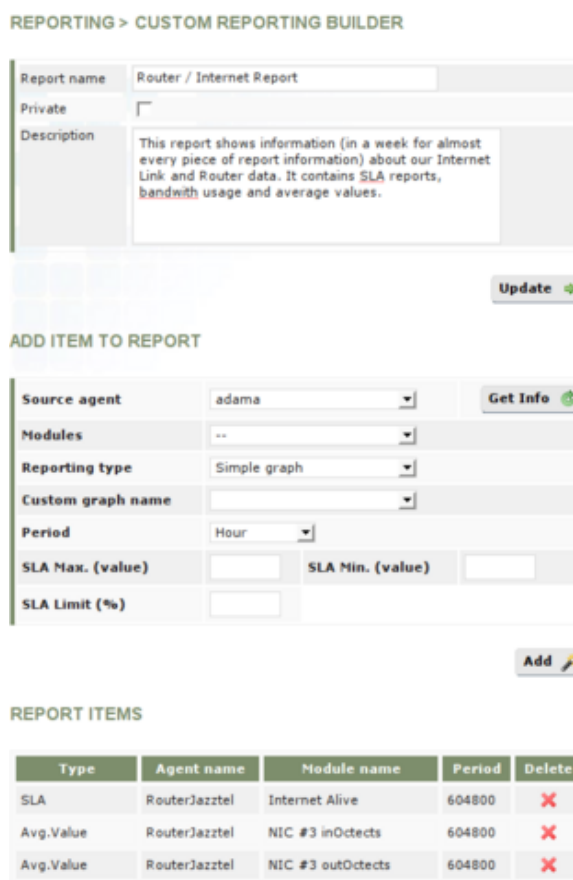 REPORTING > CUSTOM REPORTING BUILDER
Report name Router / Internet Report
Private
Description This report shows information (in a week for almost
every piece of report information) about our Internet
Link and Router data. It contains SLA reports,
bandwith usage and average values.
Update
ADD ITEM TO REPORT
Source agent adama Get Info
Modules --
Reporting type Simple graph
Custom graph name
Period Hour
SLA Max. (value) SLA Min. (value)
SLA Limit (%)
Add
REPORT ITEMS
Type Agent name Module name Period Delete
SLA RouterJazztel Internet Alive 604800
Avg.Value RouterJazztel NIC #3 inOctects 604800
Avg.Value RouterJazztel NIC #3 outOctects 604800